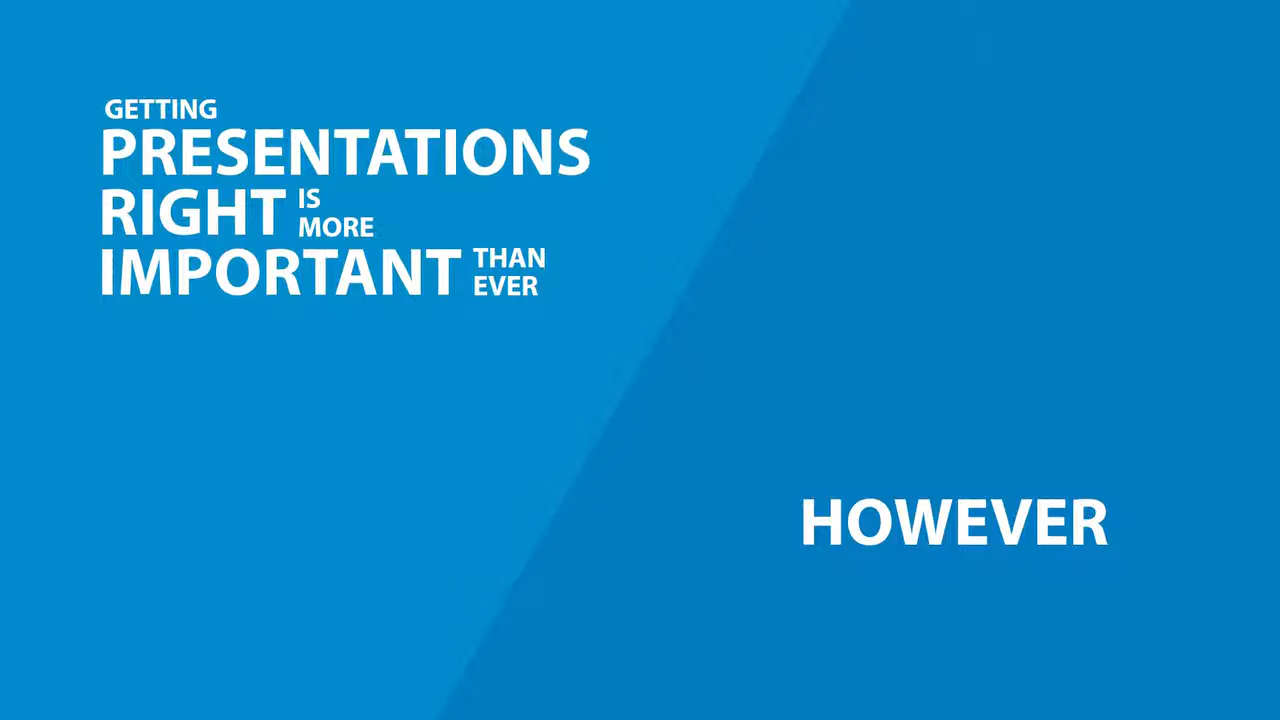 GETTING
PRESENTATIONS
RIGHT IS MORE
IMPORTANT THAN EVER
HOWEVER